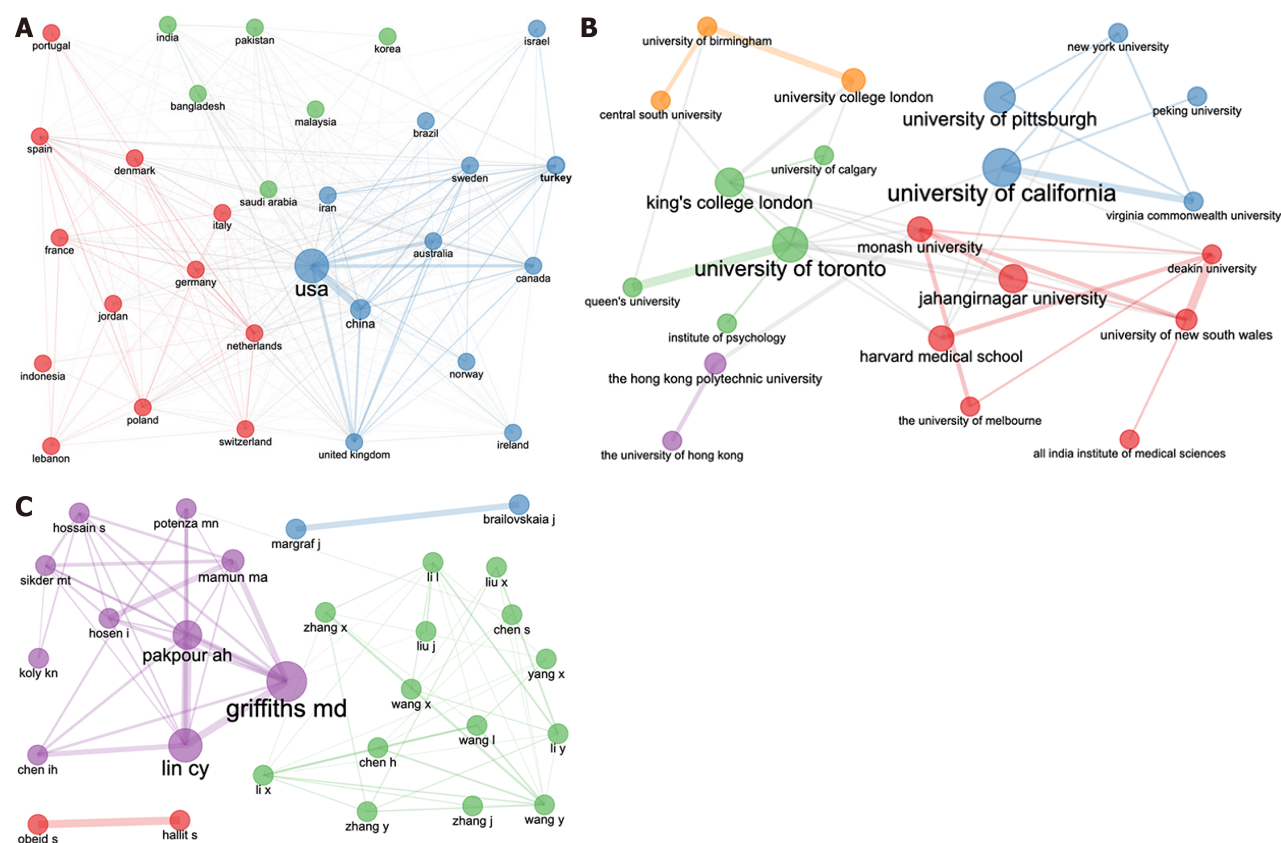 A
portugal
india
pakistan
korea
israel
bangladesh
malaysia
brazil
spain
denmark
sweden
turkey
saudi arabia
iran
italy
france
australia
germany
usa
canada
jordan
china
netherlands
indonesia
norway
poland
switzerland
lebanon
united kingdom
ireland
B
university of birmingham
new york university
university college london
central south university
university of pittsburgh
peking university
university of calgary
king's college london
university of california
virginia commonwealth university
monash university
university of toronto
deakin university
queen's university
jahangirnagar university
institute of psychology
university of new south wales
harvard medical school
the hong kong polytechnic university
the university of melbourne
the university of hong kong
all india institute of medical sciences
C
hossain s
potenza mn
brailovskaia j
margraf j
sikder mt
mamun ma
li l
liu x
hosen i
zhang x
liu j
chen s
pakpour ah
koly kn
yang x
griffiths md
wang x
wang l
li y
chen ih
lin cy
chen h
li x
obeid s
hallit s
zhang y
zhang j
wang y